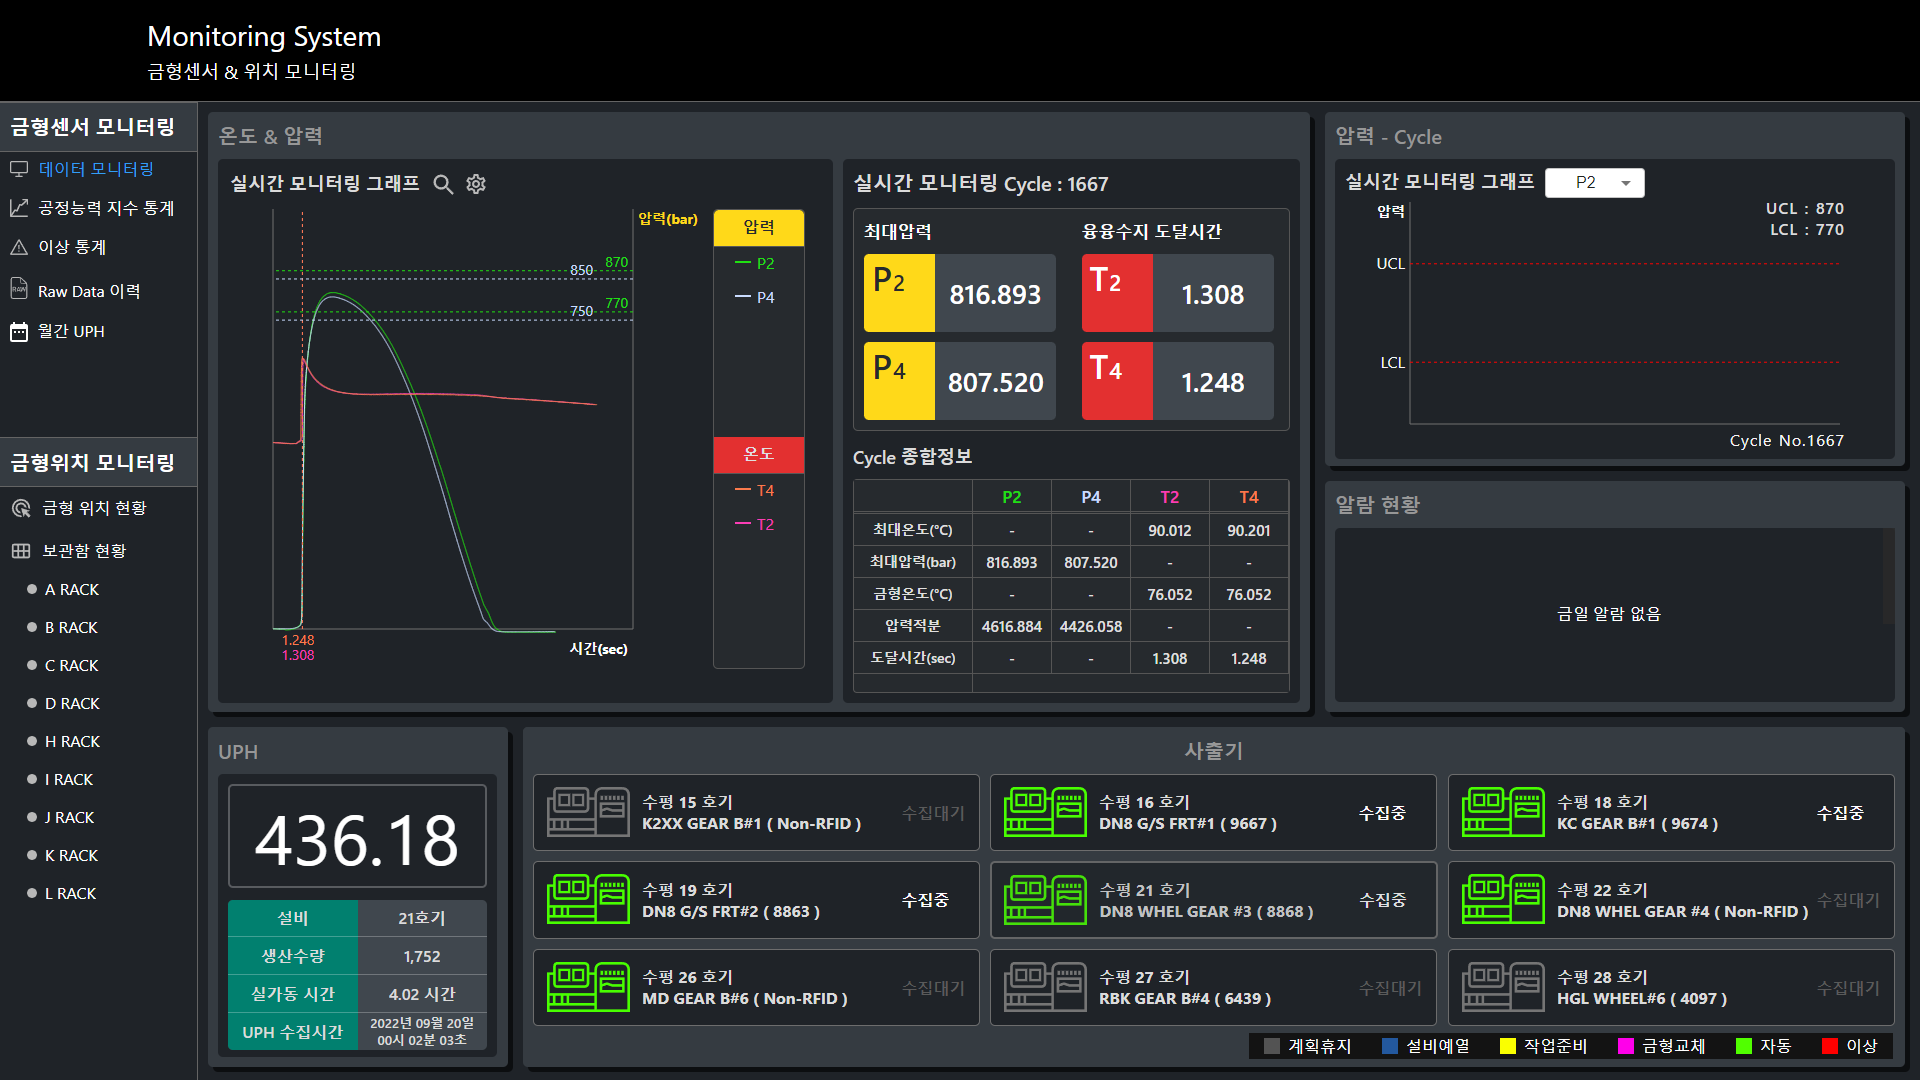 Monitoring System
금형센서 & 위치 모니터링
금형센서 모니터링
데이터 모니터링
공정능력 지수 통계
이상 통계
RAW
Raw Data 이력
월간 UPH
금형위치 모니터링
금형 위치 현황
보관함 현황
A RACK
B RACK
C RACK
D RACK
H RACK
I RACK
J RACK
K RACK
L RACK
온도 & 압력
실시간 모니터링 그래프
압력(bar)
870
850
770
750
1.248
1.308
시간(sec)
압력
P2
P4
온도
T4
T2
실시간 모니터링 Cycle : 1667
최대압력 융융수지 도달시간
P2 816.893 T2 1.308
P4 807.520 T4 1.248
Cycle 종합정보
P2 P4 T2 T4
최대온도(°C) - - 90.012 90.201
최대압력(bar) 816.893 807.520 - -
금형온도(°C) - - 76.052 76.052
압력적분 4616.884 4426.058 - -
도달시간(sec) - - 1.308 1.248
압력 - Cycle
실시간 모니터링 그래프 P2
압력
UCL : 870
LCL : 770
UCL
LCL
Cycle No.1667
알람 현황
금일 알람 없음
UPH
436.18
설비 21호기
생산수량 1,752
실가동 시간 4.02 시간
UPH 수집시간 2022년 09월 20일
00시 02분 03초
사출기
수평 15 호기
K2XX GEAR B#1 ( Non-RFID )
수집대기
수평 16 호기
DN8 G/S FRT#1 ( 9667 )
수집중
수평 18 호기
KC GEAR B#1 ( 9674 )
수집중
수평 19 호기
DN8 G/S FRT#2 ( 8863 )
수집중
수평 21 호기
DN8 WHEL GEAR #3 ( 8868 )
수집중
수평 22 호기
DN8 WHEL GEAR #4 ( Non-RFID )
수집대기
수평 26 호기
MD GEAR B#6 ( Non-RFID )
수집대기
수평 27 호기
RBK GEAR B#4 ( 6439 )
수집대기
수평 28 호기
HGL WHEEL#6 ( 4097 )
수집대기
계획휴지 설비예열 작업준비 금형교체 자동 이상